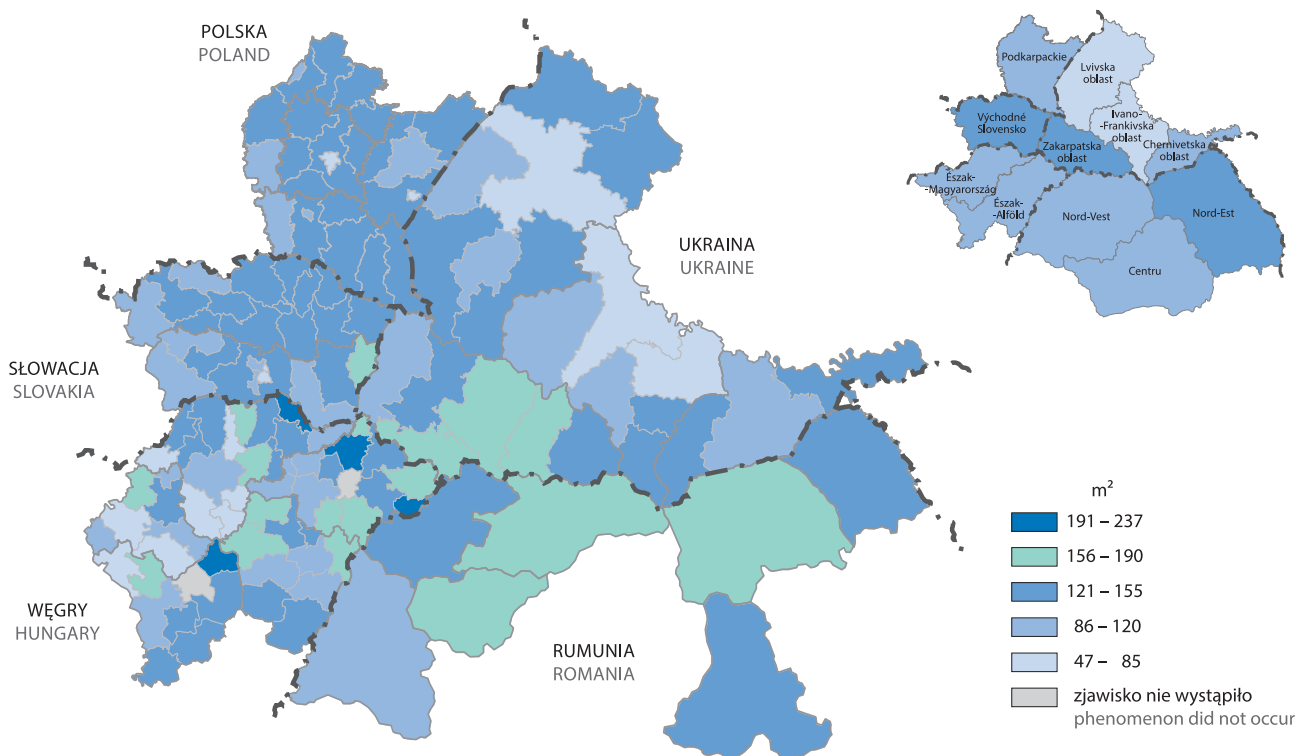 POLSKA
POLAND
UKRAINA
UKRAINE
SŁOWACJA
SLOVAKIA
WĘGRY
HUNGARY
RUMUNIA
ROMANIA
Podkarpackie
Lvivska
oblast
Východné
Slovensko
Ivano-
-Frankivska
oblast
Zakarpatska
oblast
Chernivetska
oblast
Észak-
-Magyarország
Észak-
-Alföld
Nord-Vest
Nord-Est
Centru
m²
191 – 237
156 – 190
121 – 155
86 – 120
47 – 85
zjawisko nie wystąpiło
phenomenon did not occur